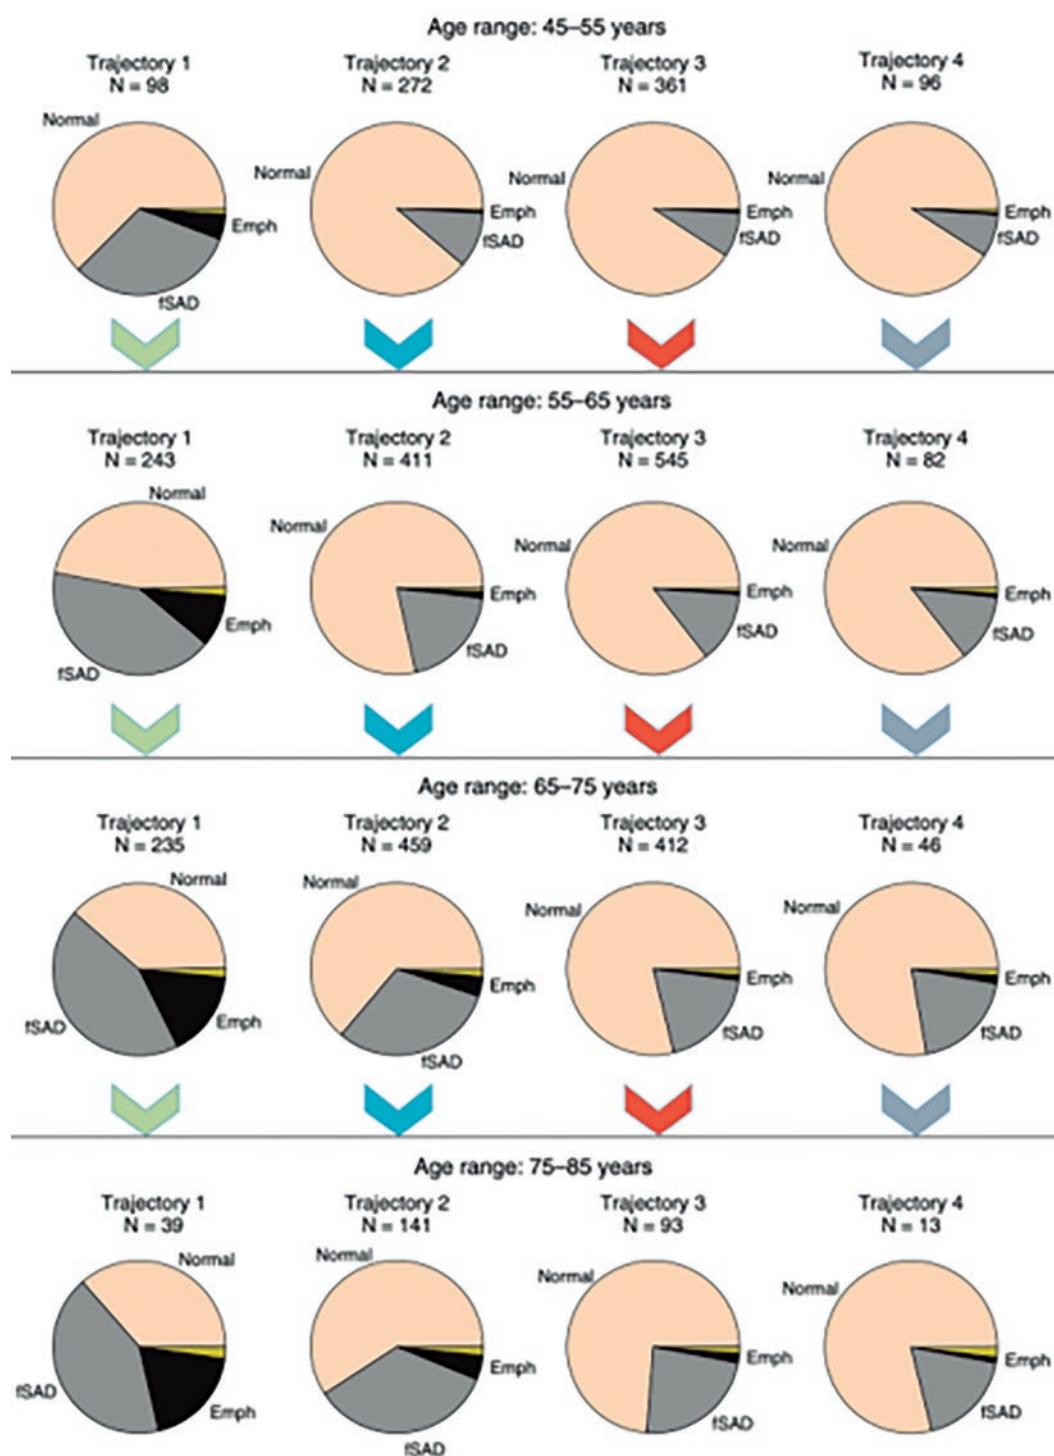 Age range: 45–55 years
Trajectory 1
N = 98
Trajectory 2
N = 272
Trajectory 3
N = 361
Trajectory 4
N = 96
Normal
Emph
fSAD
Normal
Emph
fSAD
Normal
Emph
fSAD
Normal
Emph
fSAD
Age range: 55–65 years
Trajectory 1
N = 243
Trajectory 2
N = 411
Trajectory 3
N = 545
Trajectory 4
N = 82
Normal
Emph
fSAD
Normal
Emph
fSAD
Normal
Emph
fSAD
Normal
Emph
fSAD
Age range: 65–75 years
Trajectory 1
N = 235
Trajectory 2
N = 459
Trajectory 3
N = 412
Trajectory 4
N = 46
Normal
Emph
fSAD
Normal
Emph
fSAD
Normal
Emph
fSAD
Normal
Emph
fSAD
Age range: 75–85 years
Trajectory 1
N = 39
Trajectory 2
N = 141
Trajectory 3
N = 93
Trajectory 4
N = 13
Normal
fSAD
Emph
Normal
Emph
fSAD
Normal
Emph
fSAD
Normal
Emph
fSAD